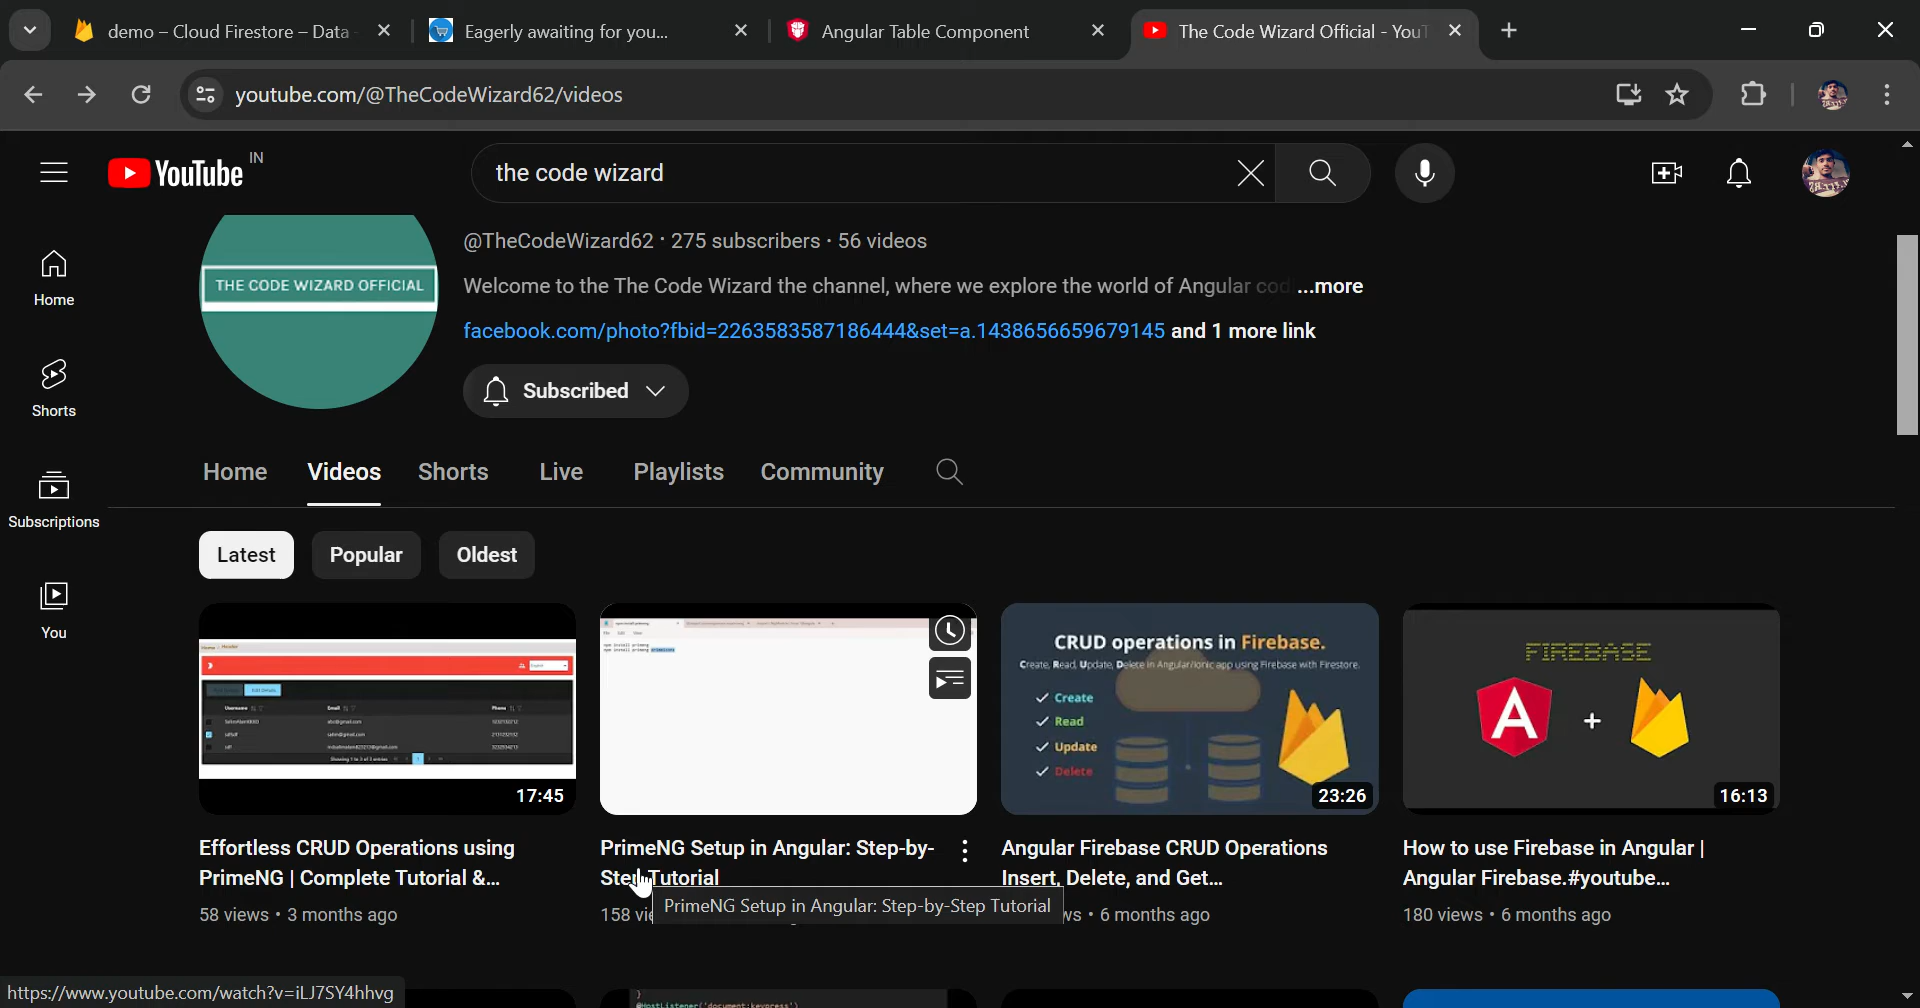 demo – Cloud Firestore – Data
Eagerly awaiting for you...
Angular Table Component
The Code Wizard Official - YouT
youtube.com/@TheCodeWizard62/videos
YouTube IN
the code wizard
@TheCodeWizard62 · 275 subscribers · 56 videos
THE CODE WIZARD OFFICIAL
Welcome to the The Code Wizard the channel, where we explore the world of Angular cod ...more
facebook.com/photo?fbid=2263583587186444&set=a.1438656659679145 and 1 more link
Subscribed
Home
Shorts
Subscriptions
You
Home Videos Shorts Live Playlists Community
Latest Popular Oldest
17:45
CRUD operations in Firebase.
Create, Read, Update, Delete in Angular/Ionic app using Firebase with Firestore.
Create
Read
Update
Delete
23:26
FIREBASE
A +
16:13
Effortless CRUD Operations using
PrimeNG | Complete Tutorial &...
58 views · 3 months ago
PrimeNG Setup in Angular: Step-by-
Step Tutorial
158 vi
PrimeNG Setup in Angular: Step-by-Step Tutorial
Angular Firebase CRUD Operations
Insert, Delete, and Get...
ws · 6 months ago
How to use Firebase in Angular |
Angular Firebase.#youtube...
180 views · 6 months ago
https://www.youtube.com/watch?v=iLJ7SY4hhvg
@HostListener('document:keypress')